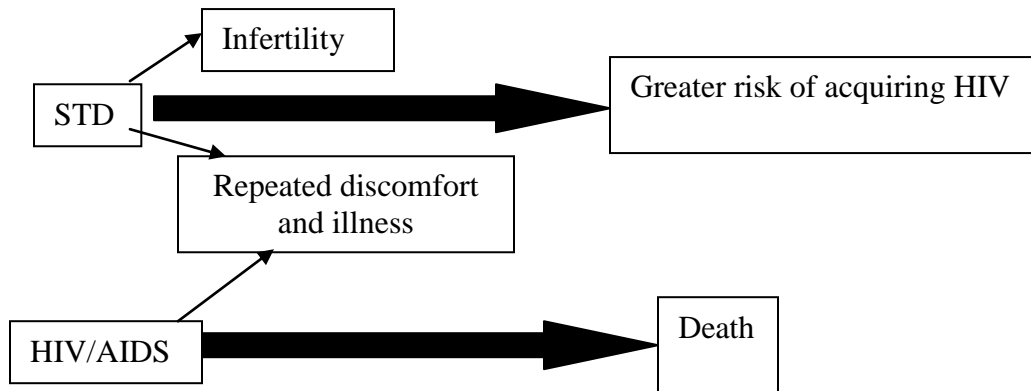 Infertility
Greater risk of acquiring HIV
STD
Repeated discomfort
and illness
Death
HIV/AIDS